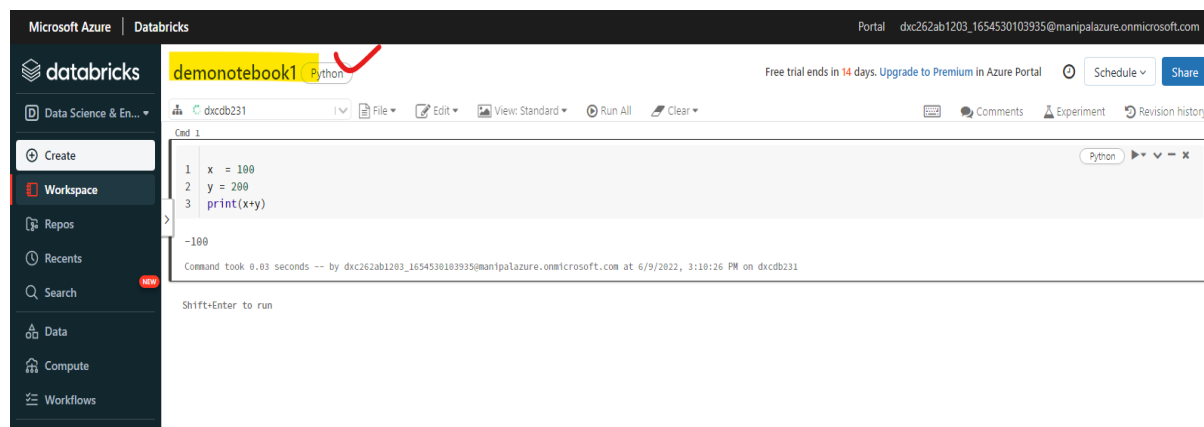 Microsoft Azure | Databricks
Portal dxc262ab1203_1654530103935@manipalazure.onmicrosoft.com
databricks
demonotebook1 Python
Free trial ends in 14 days. Upgrade to Premium in Azure Portal
Schedule
Share
D Data Science & En...
dxcdb231
File
Edit
View: Standard
Run All
Clear
Comments
Experiment
Revision history
Cmd 1
Create
Python
1 x = 100
2 y = 200
3 print(x+y)
Workspace
Repos
-100
Recents
Command took 0.03 seconds -- by dxc262ab1203_1654530103935@manipalazure.onmicrosoft.com at 6/9/2022, 3:10:26 PM on dxcdb231
Search
NEW
Shift+Enter to run
Data
Compute
Workflows